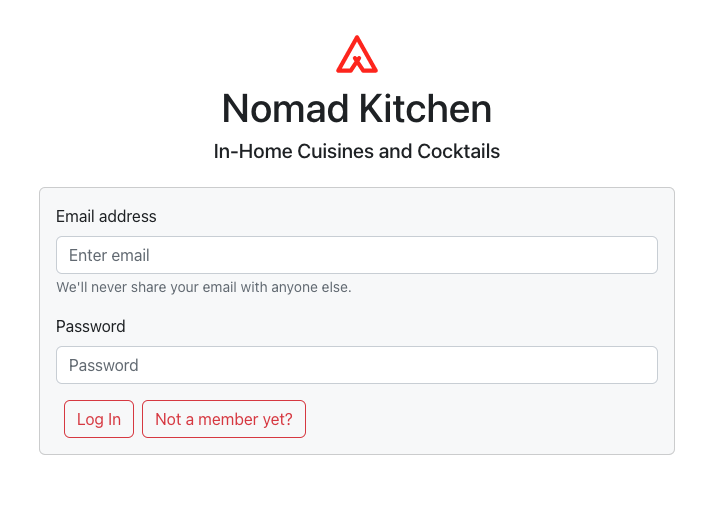 Nomad Kitchen
In-Home Cuisines and Cocktails
Email address
Enter email
We'll never share your email with anyone else.
Password
Password
Log In
Not a member yet?